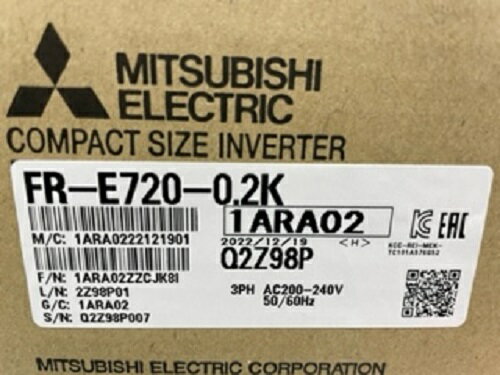 MITSUBISHI
ELECTRIC
COMPACT SIZE INVERTER
FR-E720-0.2K
1ARA02
M/C: 1ARA0222121901
2022/12/19 <H>
Q2Z98P
F/N: 1ARA02ZZCJK8I
L/N: 2Z98P01
G/C: 1ARA02
S/N: Q2Z98P007
3PH AC200-240V
50/60Hz
EAC
MITSUBISHI ELECTRIC CORPORATION